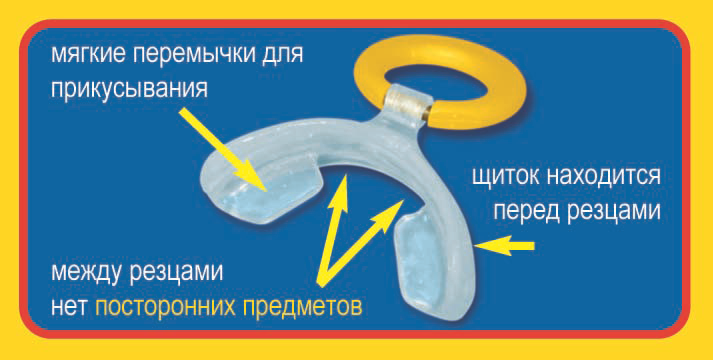 мягкие перемычки для
прикусывания
щиток находится
перед резцами
между резцами
нет посторонних предметов